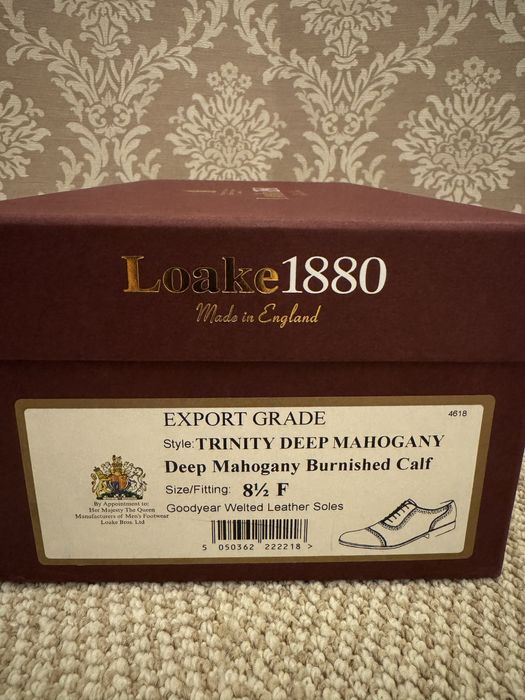 Loake1880
Made in England
EXPORT GRADE
4618
Style: TRINITY DEEP MAHOGANY
Deep Mahogany Burnished Calf
Size/Fitting: 8½ F
Goodyear Welted Leather Soles
By Appointment to
Her Majesty The Queen
Manufacturers of Men's Footwear
Loake Bros. Ltd
5 050362 222218 >